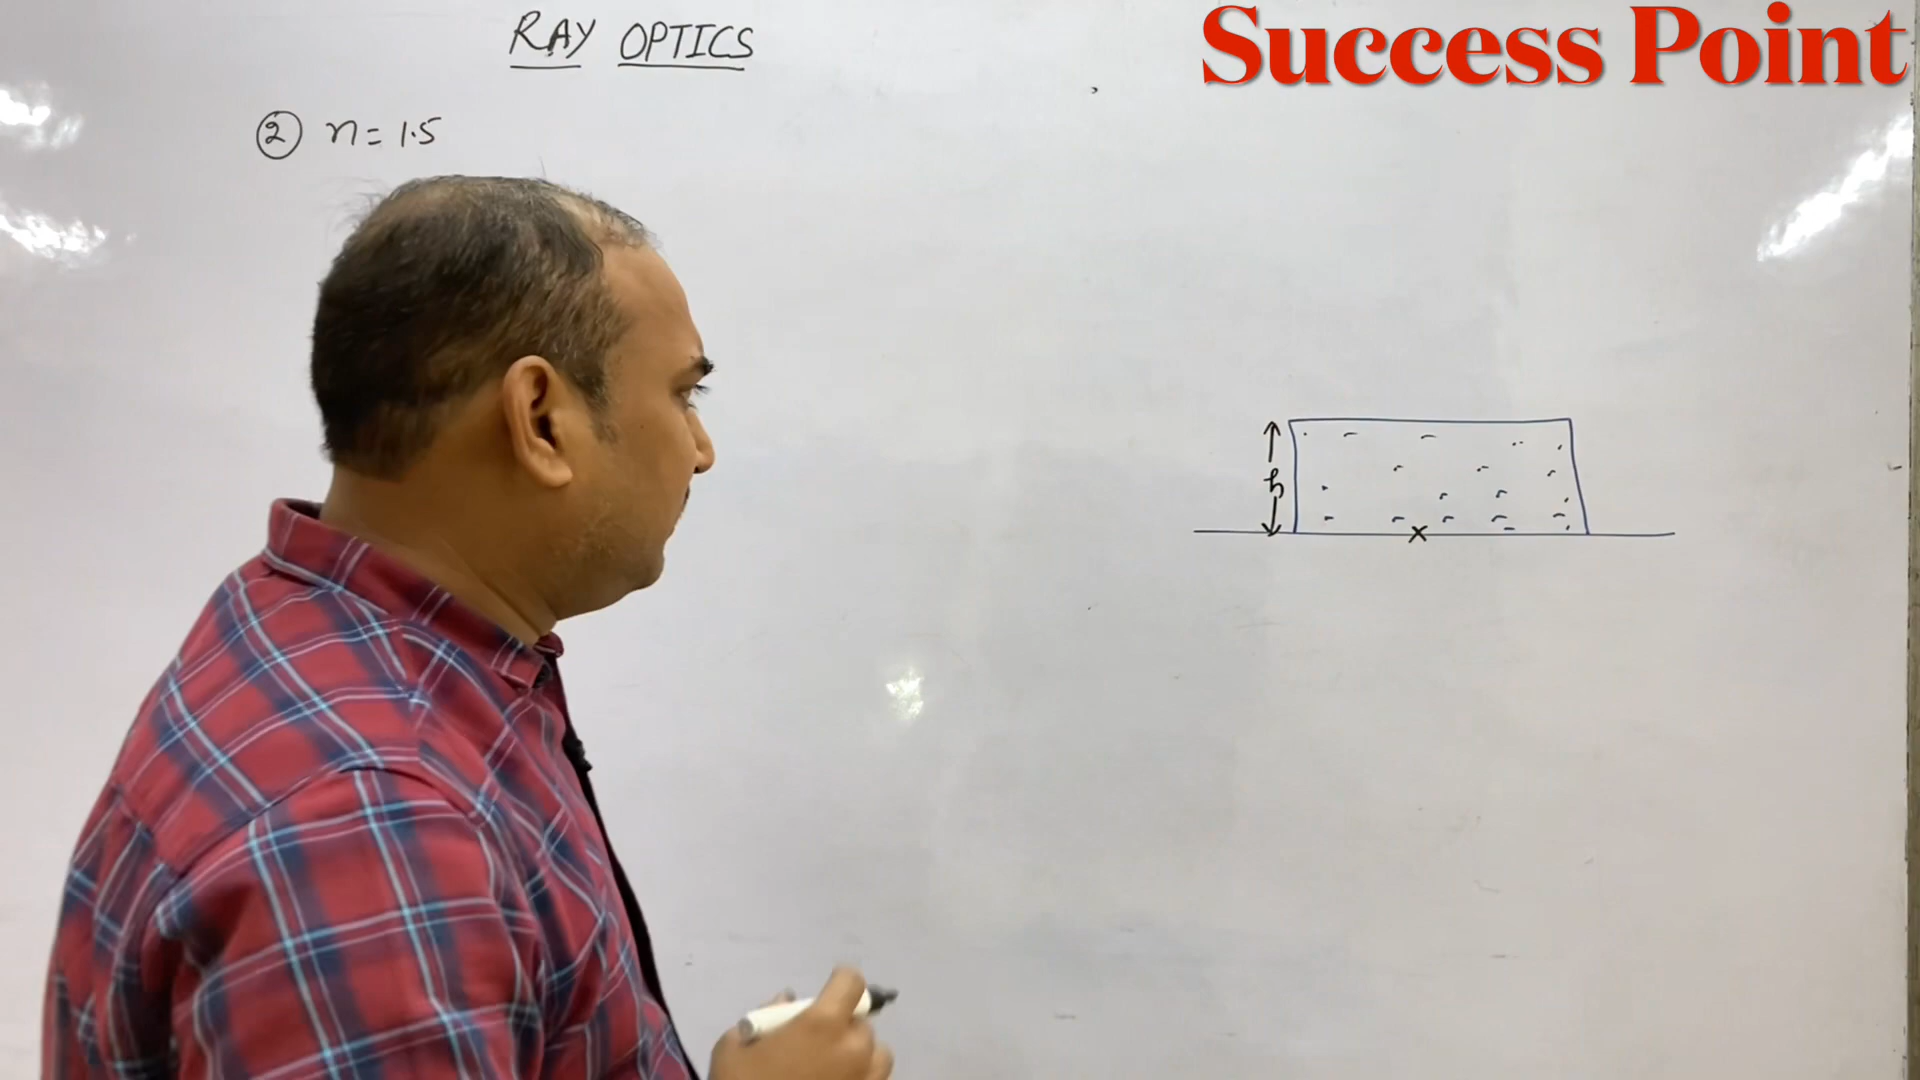 RAY OPTICS
Success Point
② n = 1.5
h
x